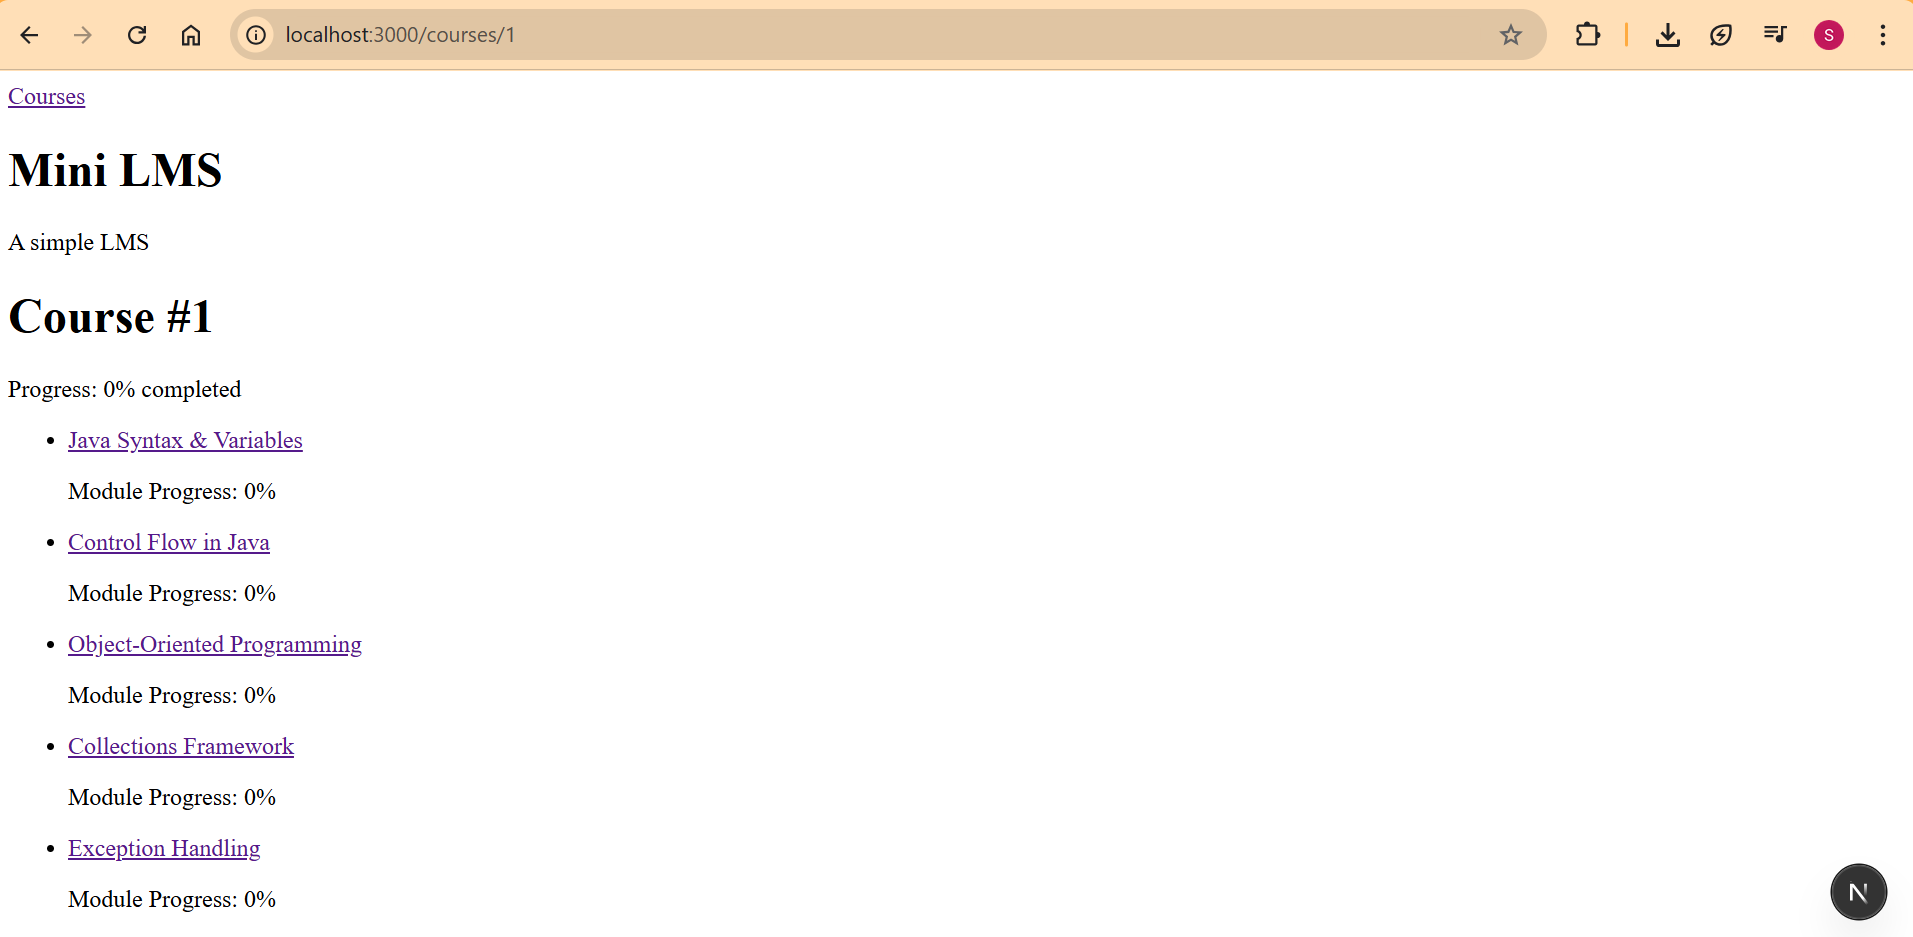 localhost:3000/courses/1
S
Courses
Mini LMS
A simple LMS
Course #1
Progress: 0% completed
Java Syntax & Variables
Module Progress: 0%
Control Flow in Java
Module Progress: 0%
Object-Oriented Programming
Module Progress: 0%
Collections Framework
Module Progress: 0%
Exception Handling
Module Progress: 0%
N